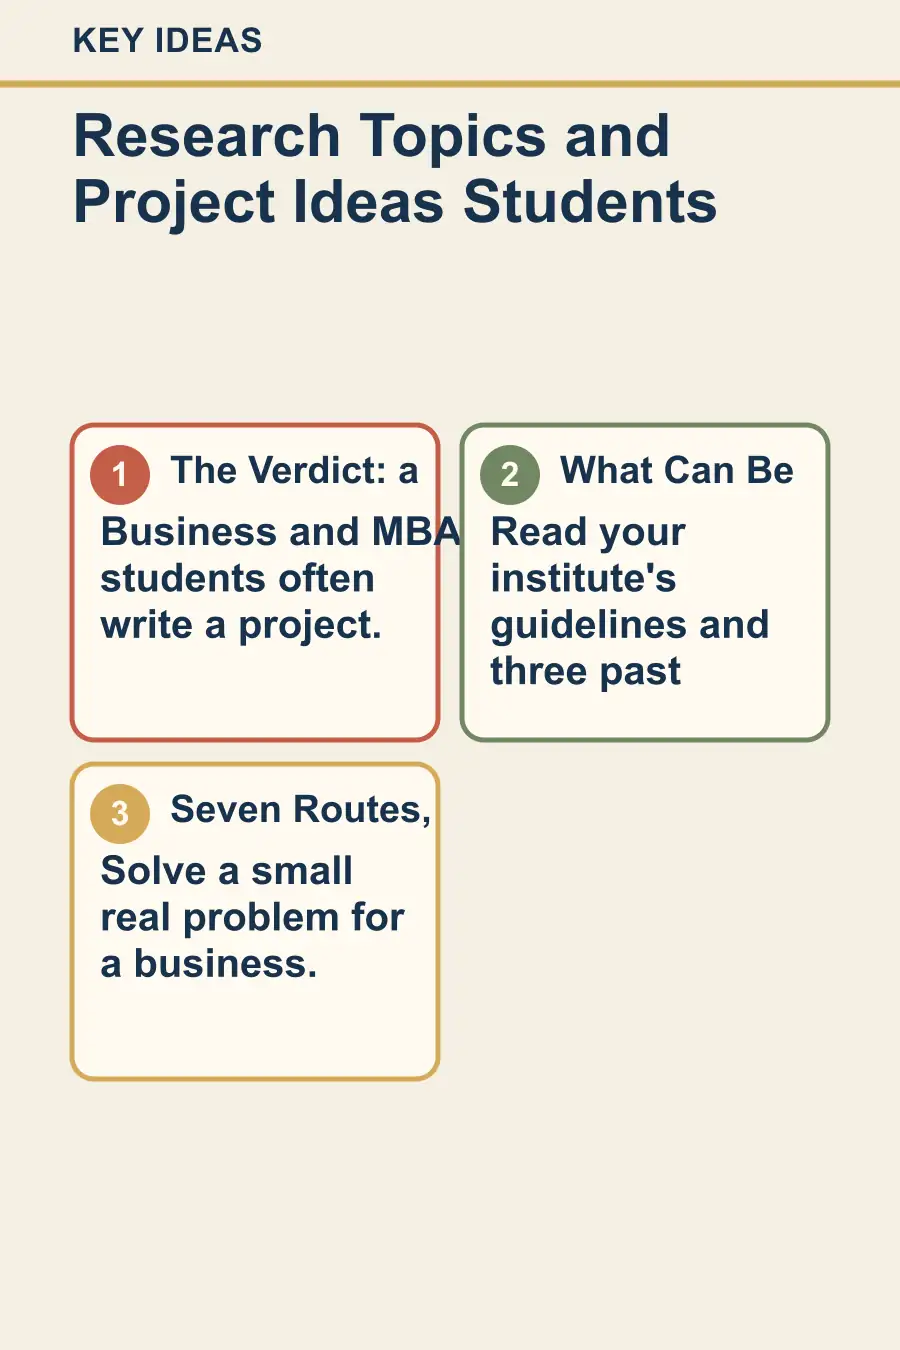 KEY IDEAS
Research Topics and
Project Ideas Students
1 The Verdict: a
Business and MBA
students often
write a project.
2 What Can Be
Read your
institute's
guidelines and
three past
3 Seven Routes,
Solve a small
real problem for
a business.